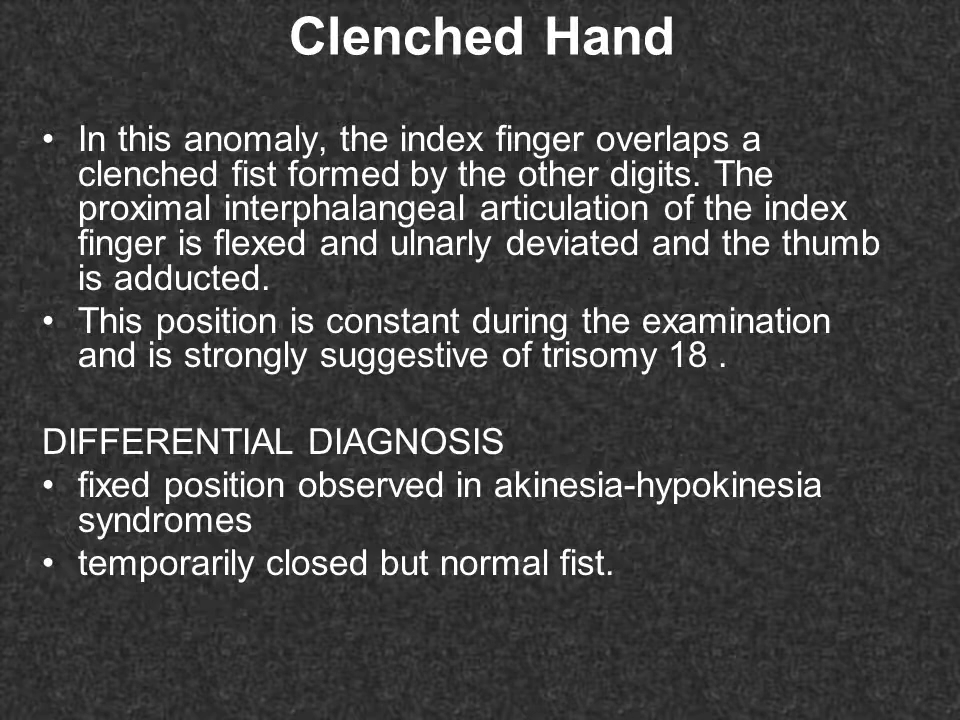 Clenched Hand
• In this anomaly, the index finger overlaps a
clenched fist formed by the other digits. The
proximal interphalangeal articulation of the index
finger is flexed and ulnarly deviated and the thumb
is adducted.
• This position is constant during the examination
and is strongly suggestive of trisomy 18 .
DIFFERENTIAL DIAGNOSIS
• fixed position observed in akinesia-hypokinesia
syndromes
• temporarily closed but normal fist.